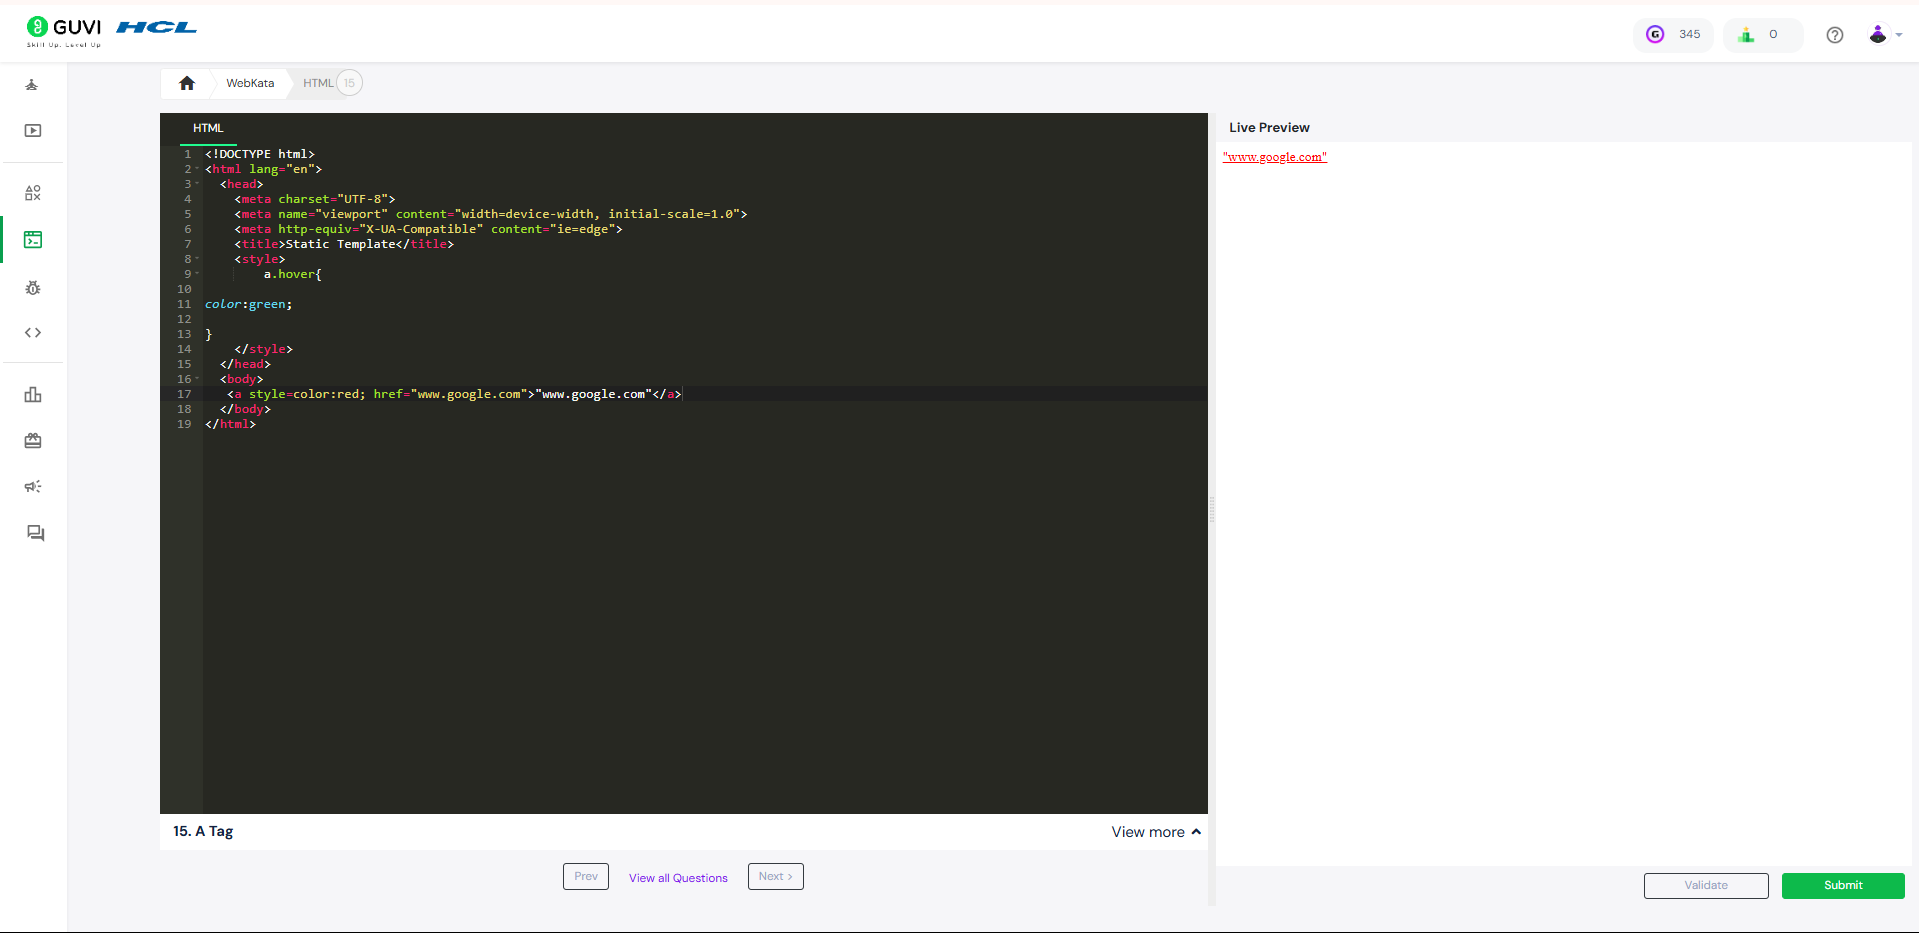 GUVI HCL
Skill Up. Level Up
345
0
WebKata
HTML 15
HTML
1 <!DOCTYPE html>
2 <html lang="en">
3 <head>
4 <meta charset="UTF-8">
5 <meta name="viewport" content="width=device-width, initial-scale=1.0">
6 <meta http-equiv="X-UA-Compatible" content="ie=edge">
7 <title>Static Template</title>
8 <style>
9 a.hover{
10
11 color:green;
12
13 }
14 </style>
15 </head>
16 <body>
17 <a style=color:red; href="www.google.com">"www.google.com"</a>
18 </body>
19 </html>
Live Preview
"www.google.com"
15. A Tag
View more
Prev
View all Questions
Next >
Validate
Submit